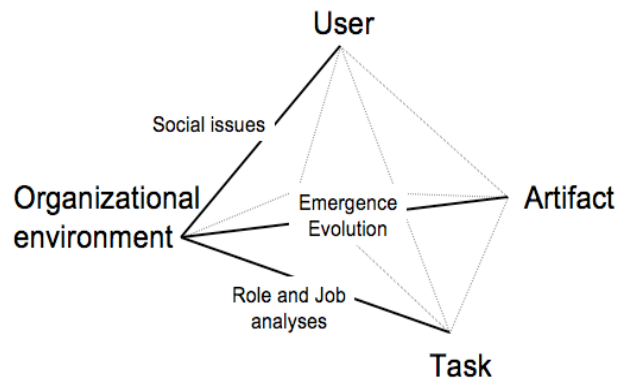 User
Social issues
Organizational
environment
Emergence
Evolution
Artifact
Role and Job
analyses
Task